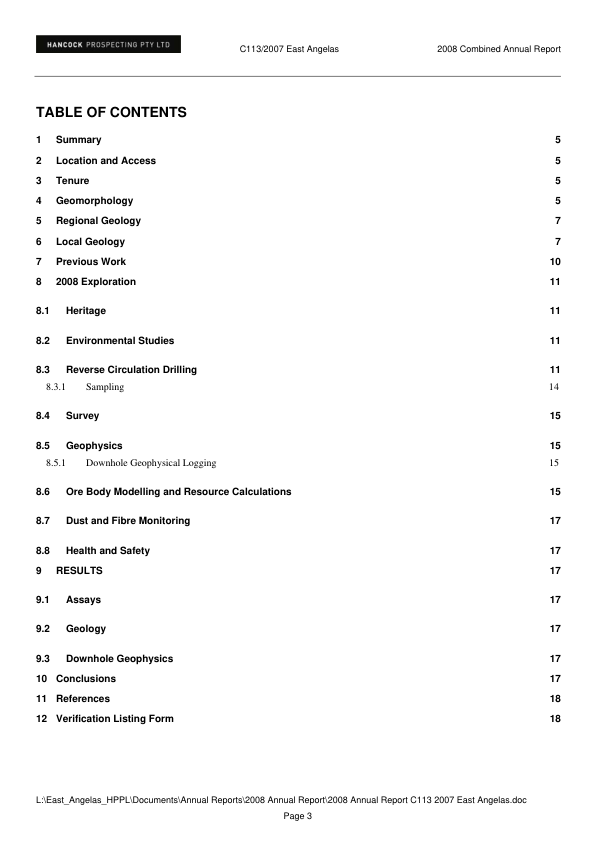 HANCOCK PROSPECTING PTY LTD
C113/2007 East Angelas
2008 Combined Annual Report
TABLE OF CONTENTS
1 Summary 5
2 Location and Access 5
3 Tenure 5
4 Geomorphology 5
5 Regional Geology 7
6 Local Geology 7
7 Previous Work 10
8 2008 Exploration 11
8.1 Heritage 11
8.2 Environmental Studies 11
8.3 Reverse Circulation Drilling 11
8.3.1 Sampling 14
8.4 Survey 15
8.5 Geophysics 15
8.5.1 Downhole Geophysical Logging 15
8.6 Ore Body Modelling and Resource Calculations 15
8.7 Dust and Fibre Monitoring 17
8.8 Health and Safety 17
9 RESULTS 17
9.1 Assays 17
9.2 Geology 17
9.3 Downhole Geophysics 17
10 Conclusions 17
11 References 18
12 Verification Listing Form 18
L:\East_Angelas_HPPL\Documents\Annual Reports\2008 Annual Report\2008 Annual Report C113 2007 East Angelas.doc
Page 3